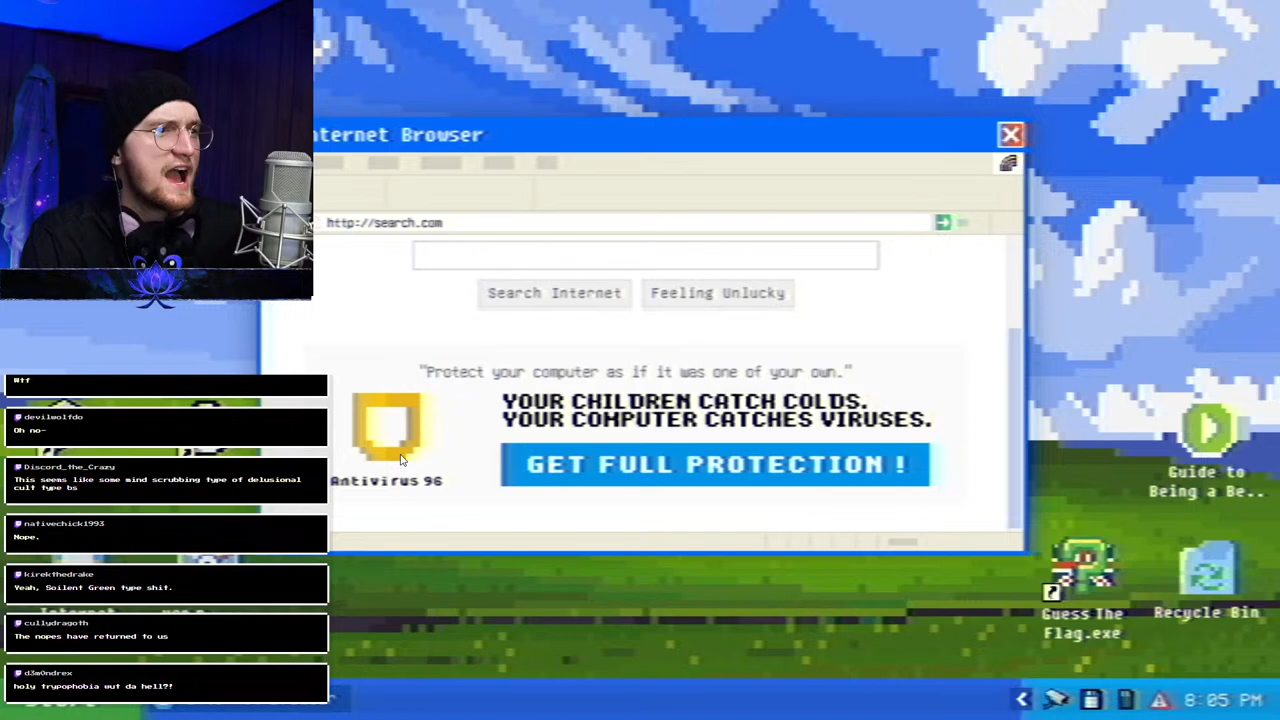 Internet Browser
http://search.com
Search Internet
Feeling Unlucky
"Protect your computer as if it was one of your own."
YOUR CHILDREN CATCH COLDS.
YOUR COMPUTER CATCHES VIRUSES.
GET FULL PROTECTION !
Antivirus 96
Wtf
devilwolfdo
Oh no-
Discord_the_Crazy
This seems like some mind scrubbing type of delusional
cult type bs
nativechick1993
Nope.
kirekthedrake
Yeah, Soilent Green type shit.
cullydragoth
The nopes have returned to us
d3m0ndrex
holy trypophobia wut da hell?!
Guide to
Being a Be..
Guess The
Flag.exe
Recycle Bin
8:05 PM